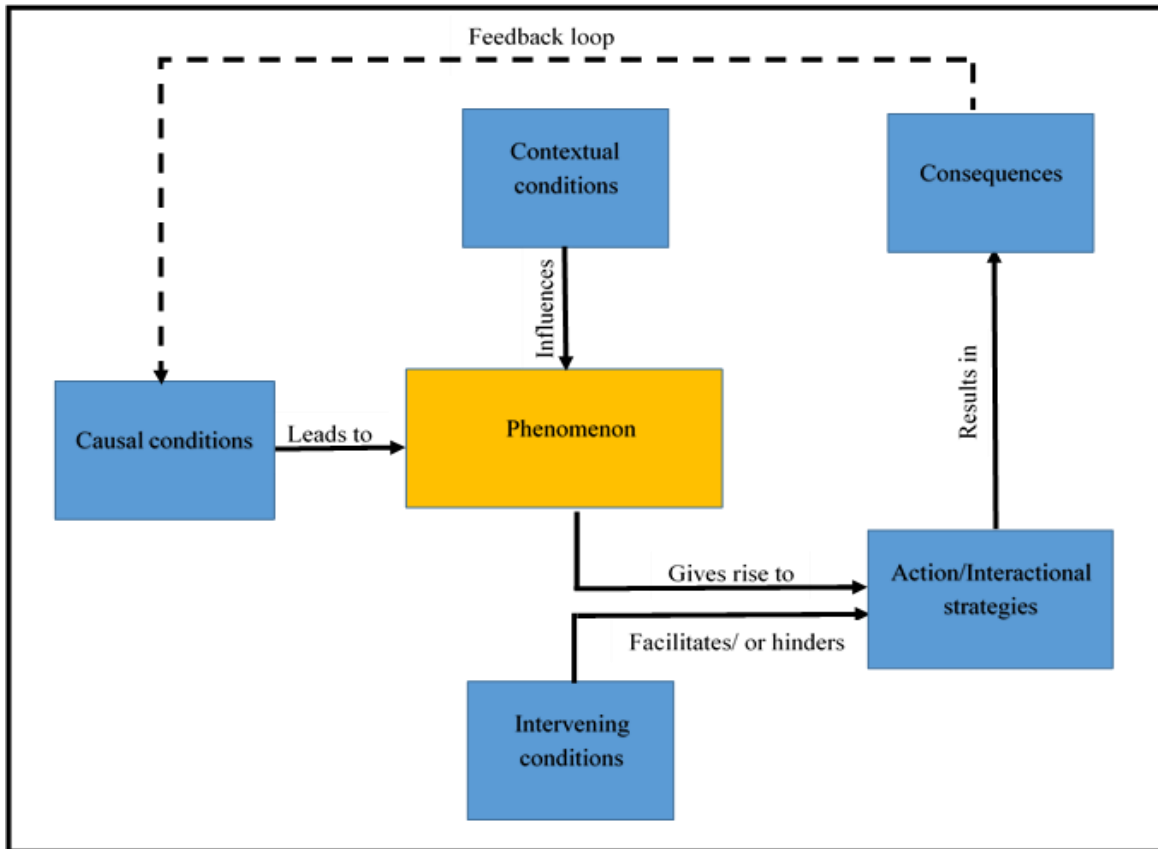 Feedback loop
Contextual
conditions
Consequences
Influences
Causal conditions
Leads to
Phenomenon
Results in
Gives rise to
Action/Interactional
strategies
Facilitates/ or hinders
Intervening
conditions